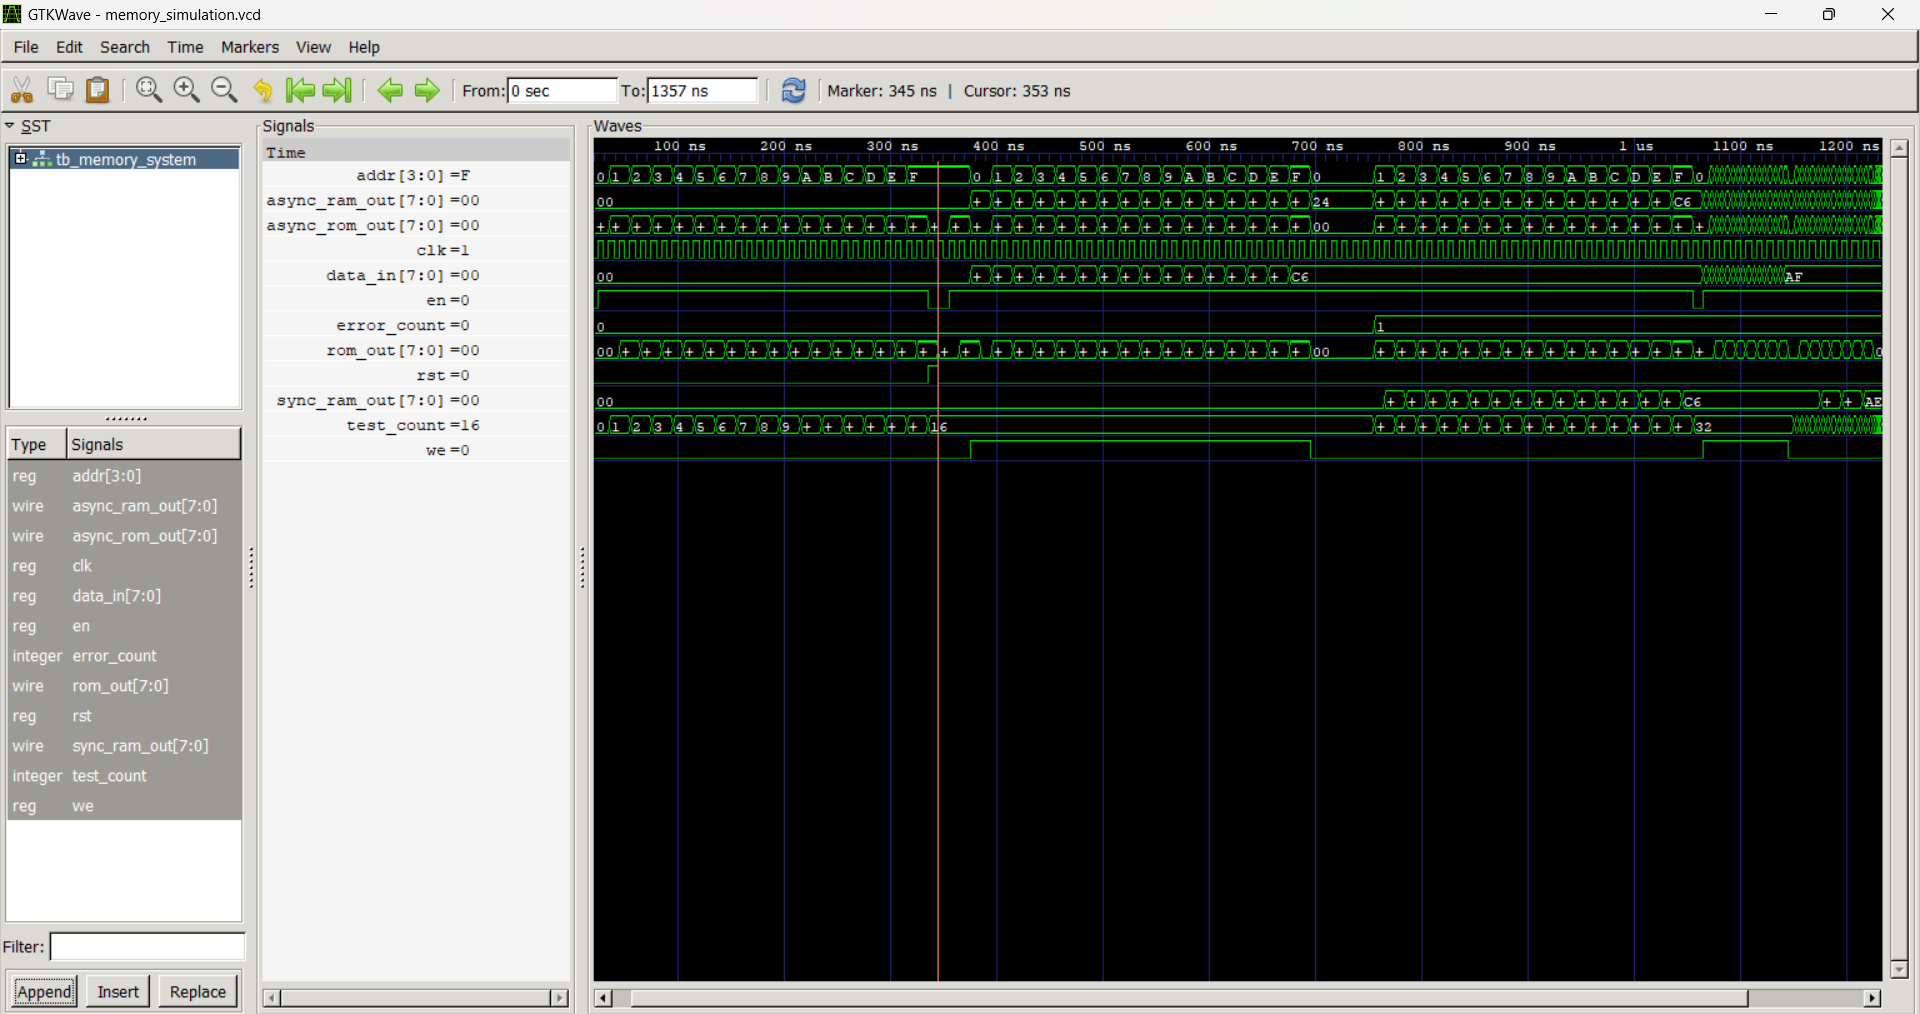 GTKWave - memory_simulation.vcd
File Edit Search Time Markers View Help
From: 0 sec To: 1357 ns Marker: 345 ns | Cursor: 353 ns
SST
tb_memory_system
Type Signals
reg addr[3:0]
wire async_ram_out[7:0]
wire async_rom_out[7:0]
reg clk
reg data_in[7:0]
reg en
integer error_count
wire rom_out[7:0]
reg rst
wire sync_ram_out[7:0]
integer test_count
reg we
Filter:
Append Insert Replace
Signals
Time
addr[3:0] =F
async_ram_out[7:0] =00
async_rom_out[7:0] =00
clk =1
data_in[7:0] =00
en =0
error_count =0
rom_out[7:0] =00
rst =0
sync_ram_out[7:0] =00
test_count =16
we =0
Waves
100 ns 200 ns 300 ns 400 ns 500 ns 600 ns 700 ns 800 ns 900 ns 1 us 1100 ns 1200 ns
0 1 2 3 4 5 6 7 8 9 A B C D E F 0 1 2 3 4 5 6 7 8 9 A B C D E F 0 1 2 3 4 5 6 7 8 9 A B C D E F 0
00 + + + + + + + + + + + + + + + + 24 + + + + + + + + + + + + + + C6
+ + + + + + + + + + + + + + + + + + + + + + + + + + + + + + + + + + 00 + + + + + + + + + + + + + + + +
00 + + + + + + + + + + + + + + + C6 AF
0 1
00 + + + + + + + + + + + + + + + + + + + + + + + + + + + + + + + + 00 + + + + + + + + + + + + + + + + 0
00 + + + + + + + + + + + + + + C6 + + AE
0 1 2 3 4 5 6 7 8 9 + + + + + + 16 + + + + + + + + + + + + + + + 32